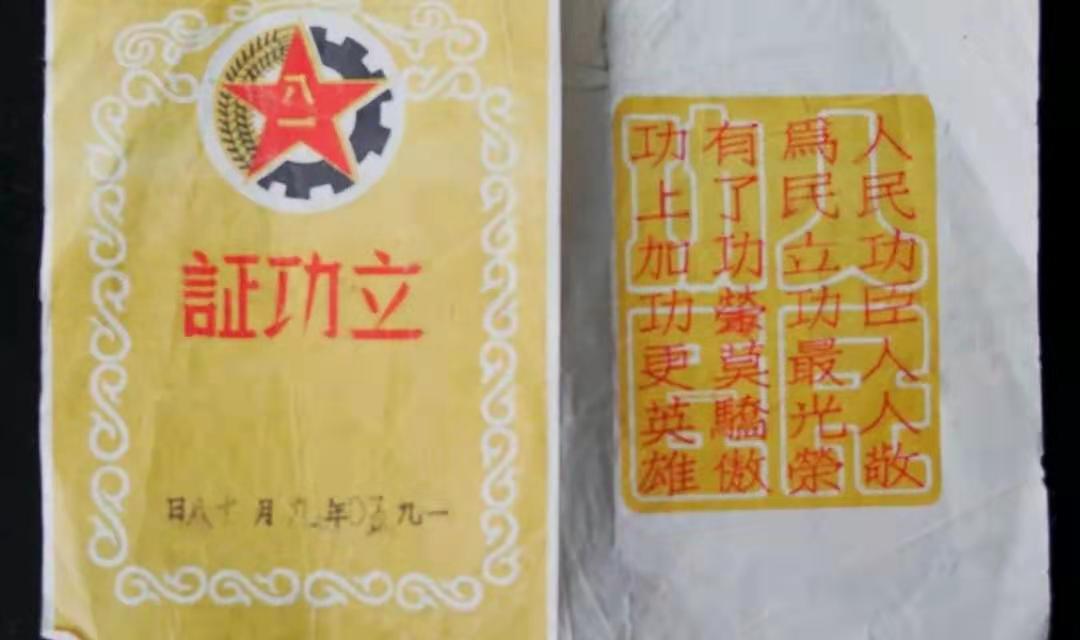 八一
立功証
一九五〇年九月十八日
人民功臣人人敬
爲民立功最光榮
有了功榮莫驕傲
功上加功更英雄